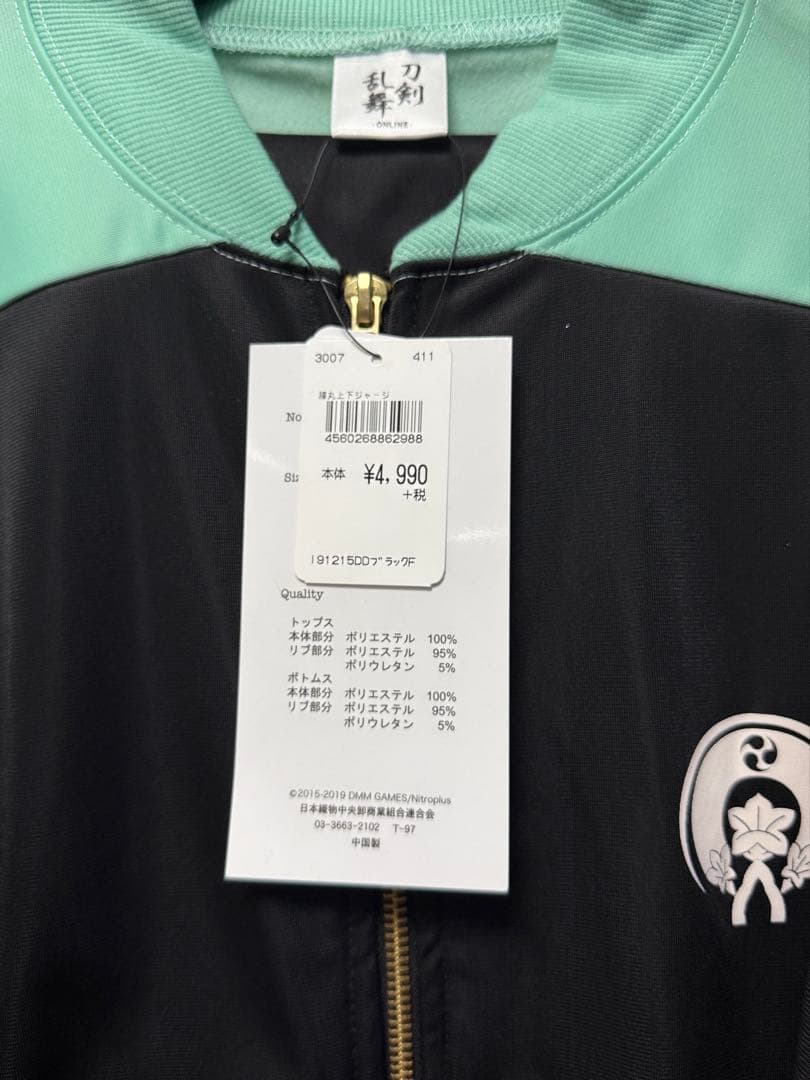 刀剣
乱舞
-ONLINE-
3007 411
膝丸上下ジャージ
4560268862988
本体 ¥4,990
+税
191215DDブラックF
No
Siz
Quality
トップス
本体部分 ポリエステル 100%
リブ部分 ポリエステル 95%
ポリウレタン 5%
ボトムス
本体部分 ポリエステル 100%
リブ部分 ポリエステル 95%
ポリウレタン 5%
©2015-2019 DMM GAMES/Nitroplus
日本織物中央卸商業組合連合会
03-3663-2102 T-97
中国製